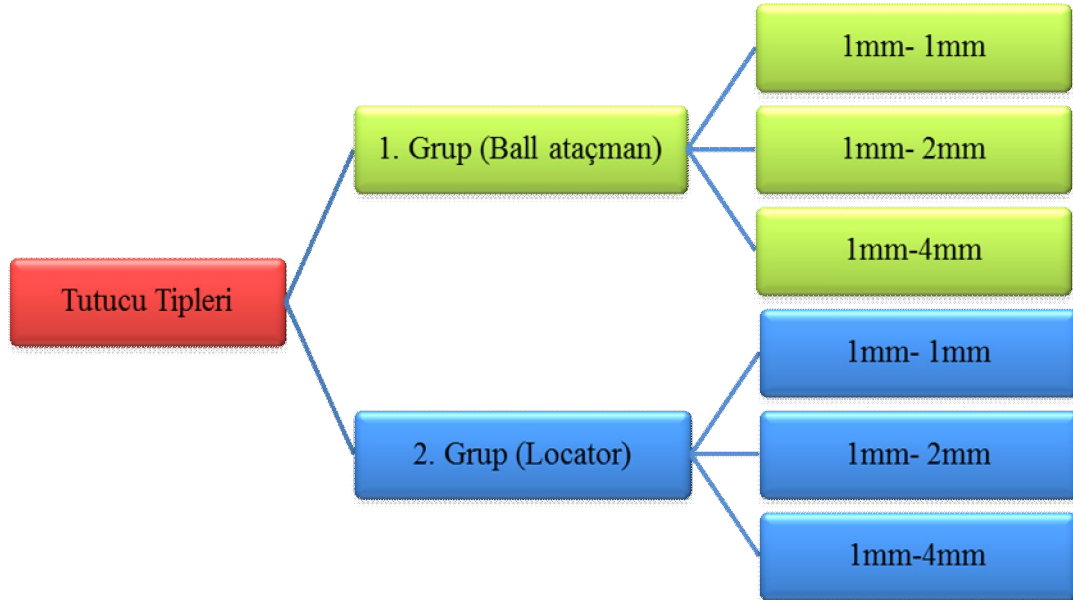 Tutucu Tipleri
1. Grup (Ball ataçman)
1mm- 1mm
1mm- 2mm
1mm-4mm
2. Grup (Locator)
1mm- 1mm
1mm- 2mm
1mm-4mm